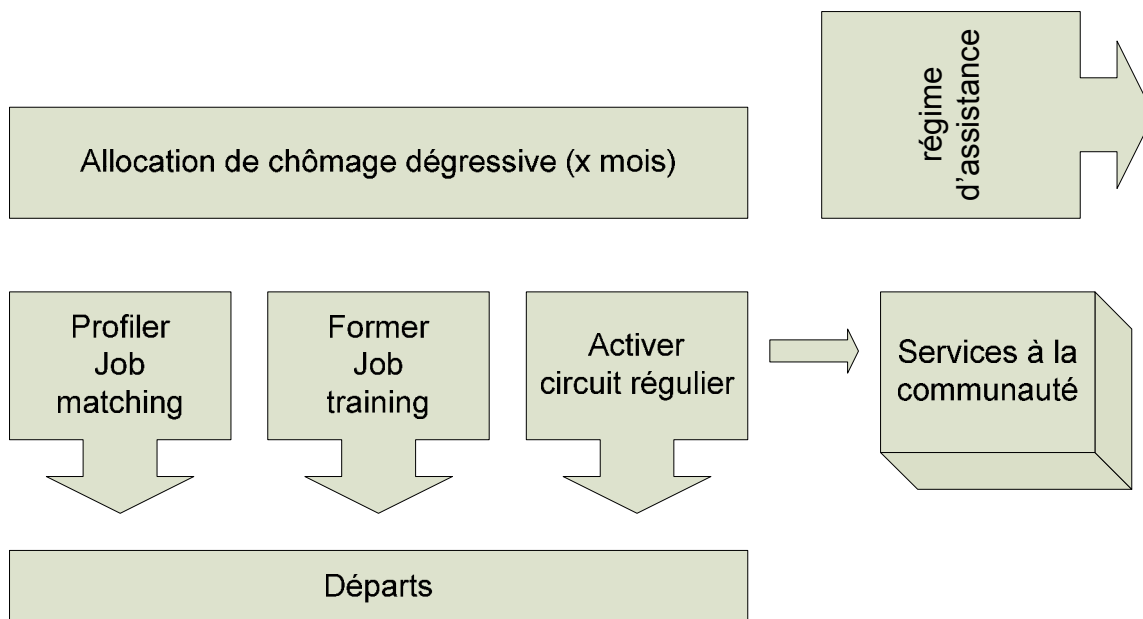 Allocation de chômage dégressive (x mois)
régime
d’assistance
Profiler
Job
matching
Former
Job
training
Activer
circuit régulier
Services à la
communauté
Départs